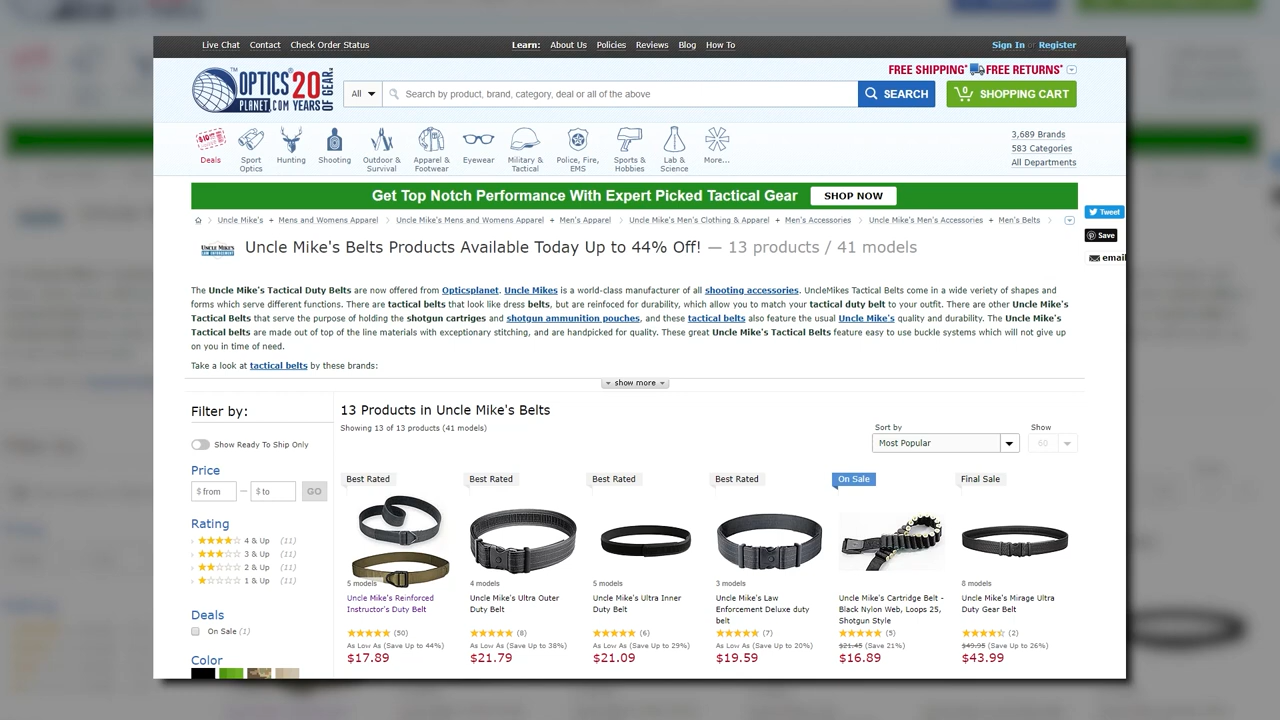 Live Chat Contact Check Order Status Learn: About Us Policies Reviews Blog How To Sign In or Register
OPTICS PLANET.COM 20 YEARS OF GEAR
FREE SHIPPING* FREE RETURNS*
All Search by product, brand, category, deal or all of the above SEARCH 0 SHOPPING CART
Deals Sport Optics Hunting Shooting Outdoor & Survival Apparel & Footwear Eyewear Military & Tactical Police, Fire, EMS Sports & Hobbies Lab & Science More...
3,689 Brands
583 Categories
All Departments
Get Top Notch Performance With Expert Picked Tactical Gear SHOP NOW
Uncle Mike's + Mens and Womens Apparel Uncle Mike's Mens and Womens Apparel + Men's Apparel Uncle Mike's Men's Clothing & Apparel + Men's Accessories Uncle Mike's Men's Accessories + Men's Belts
Tweet
Save
email
UNCLE MIKE'S LAW ENFORCEMENT
Uncle Mike's Belts Products Available Today Up to 44% Off! — 13 products / 41 models
The Uncle Mike's Tactical Duty Belts are now offered from Opticsplanet. Uncle Mikes is a world-class manufacturer of all shooting accessories. UncleMikes Tactical Belts come in a wide variety of shapes and
forms which serve different functions. There are tactical belts that look like dress belts, but are reinfoced for durability, which allow you to match your tactical duty belt to your outfit. There are other Uncle Mike's
Tactical Belts that serve the purpose of holding the shotgun cartriges and shotgun ammunition pouches, and these tactical belts also feature the usual Uncle Mike's quality and durability. The Uncle Mike's
Tactical belts are made out of top of the line materials with exceptionary stitching, and are handpicked for quality. These great Uncle Mike's Tactical Belts feature easy to use buckle systems which will not give up
on you in time of need.
Take a look at tactical belts by these brands:
show more
Filter by:
Show Ready To Ship Only
Price
$ from — $ to GO
Rating
4 & Up (11)
3 & Up (11)
2 & Up (11)
1 & Up (11)
Deals
On Sale (1)
Color
13 Products in Uncle Mike's Belts
Showing 13 of 13 products (41 models)
Sort by
Most Popular
Show
60
Best Rated
5 models
Uncle Mike's Reinforced
Instructor's Duty Belt
(50)
As Low As (Save Up to 44%)
$17.89
Best Rated
4 models
Uncle Mike's Ultra Outer
Duty Belt
(8)
As Low As (Save Up to 38%)
$21.79
Best Rated
5 models
Uncle Mike's Ultra Inner
Duty Belt
(6)
As Low As (Save Up to 29%)
$21.09
Best Rated
3 models
Uncle Mike's Law
Enforcement Deluxe duty
belt
(7)
As Low As (Save Up to 20%)
$19.59
On Sale
Uncle Mike's Cartridge Belt -
Black Nylon Web, Loops 25,
Shotgun Style
(5)
$21.45 (Save 21%)
$16.89
Final Sale
8 models
Uncle Mike's Mirage Ultra
Duty Gear Belt
(2)
$49.95 (Save Up to 26%)
$43.99